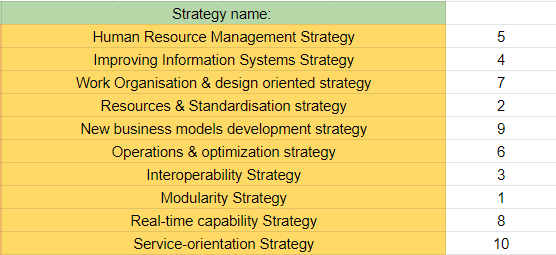 Strategy name:
Human Resource Management Strategy 5
Improving Information Systems Strategy 4
Work Organisation & design oriented strategy 7
Resources & Standardisation strategy 2
New business models development strategy 9
Operations & optimization strategy 6
Interoperability Strategy 3
Modularity Strategy 1
Real-time capability Strategy 8
Service-orientation Strategy 10